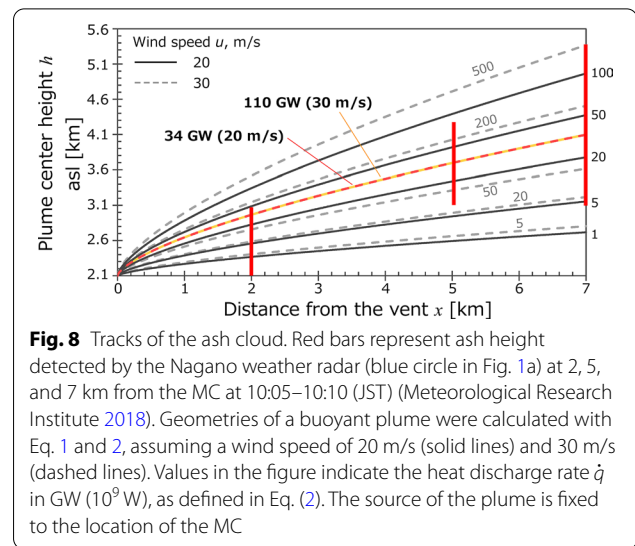 5.6
5.1
4.6
4.1
3.6
3.1
2.6
2.1
Plume center height h
asl [km]
Wind speed u, m/s
20
30
110 GW (30 m/s)
34 GW (20 m/s)
500
200
50
20
5
100
50
20
5
1
0 1 2 3 4 5 6 7
Distance from the vent x [km]
Fig. 8 Tracks of the ash cloud. Red bars represent ash height
detected by the Nagano weather radar (blue circle in Fig. 1a) at 2, 5,
and 7 km from the MC at 10:05–10:10 (JST) (Meteorological Research
Institute 2018). Geometries of a buoyant plume were calculated with
Eq. 1 and 2, assuming a wind speed of 20 m/s (solid lines) and 30 m/s
(dashed lines). Values in the figure indicate the heat discharge rate q̇
in GW (10⁹ W), as defined in Eq. (2). The source of the plume is fixed
to the location of the MC